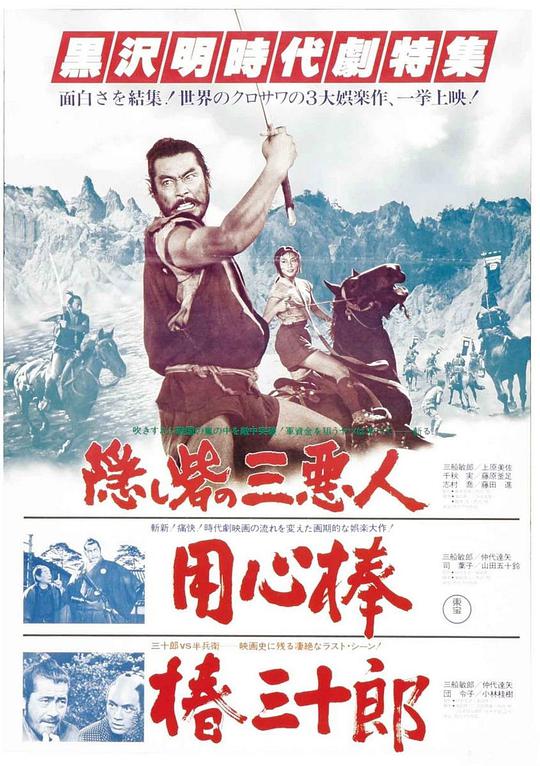 黒沢明時代劇特集
面白さを結集!世界のクロサワの3大娯楽作、一挙上映!
隠し砦の三悪人
三船敏郎/上原美佐
千秋 実/藤原釜足
志村 喬/藤田 進
斬新!痛快!時代劇映画の流れを変えた画期的な娯楽大作!
用心棒
三船敏郎/仲代達矢
司 葉子/山田五十鈴
東宝
三十郎VS半兵衛——映画史に残る凄絶なラスト・シーン!
椿三十郎
三船敏郎/仲代達矢
団 令子/小林桂樹